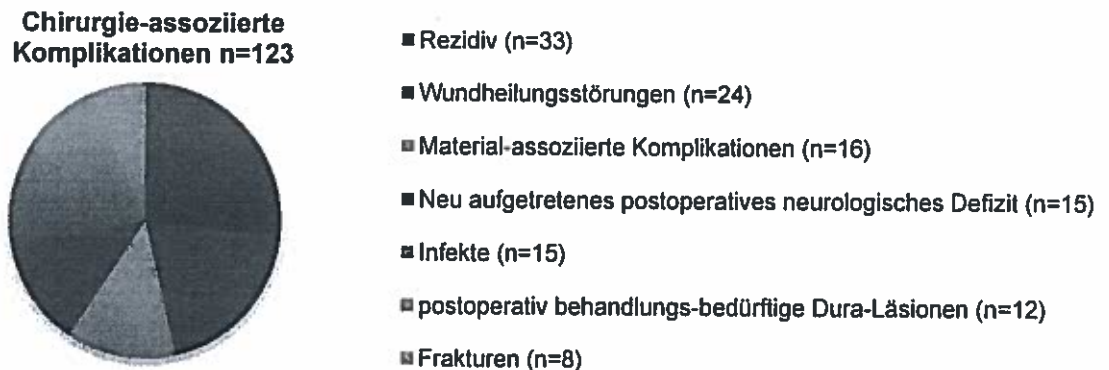 Chirurgie-assoziierte
Komplikationen n=123
Rezidiv (n=33)
Wundheilungsstörungen (n=24)
Material-assoziierte Komplikationen (n=16)
Neu aufgetretenes postoperatives neurologisches Defizit (n=15)
Infekte (n=15)
postoperativ behandlungs-bedürftige Dura-Läsionen (n=12)
Frakturen (n=8)